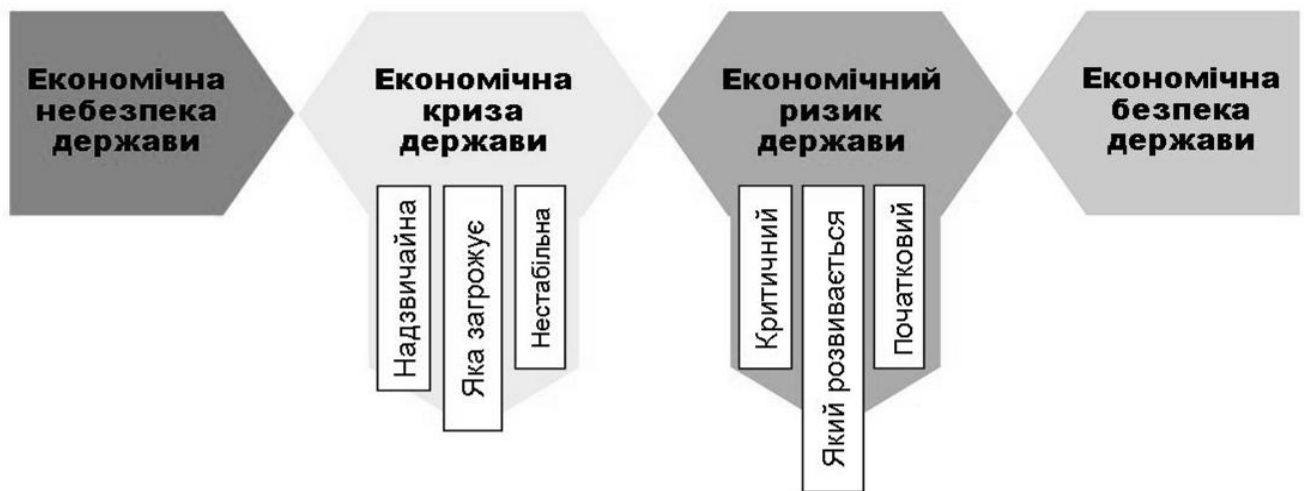 Економічна
небезпека
держави
Економічна
криза
держави
Надзвичайна
Яка загрожує
Нестабільна
Економічний
ризик
держави
Критичний
Який розвивається
Початковий
Економічна
безпека
держави